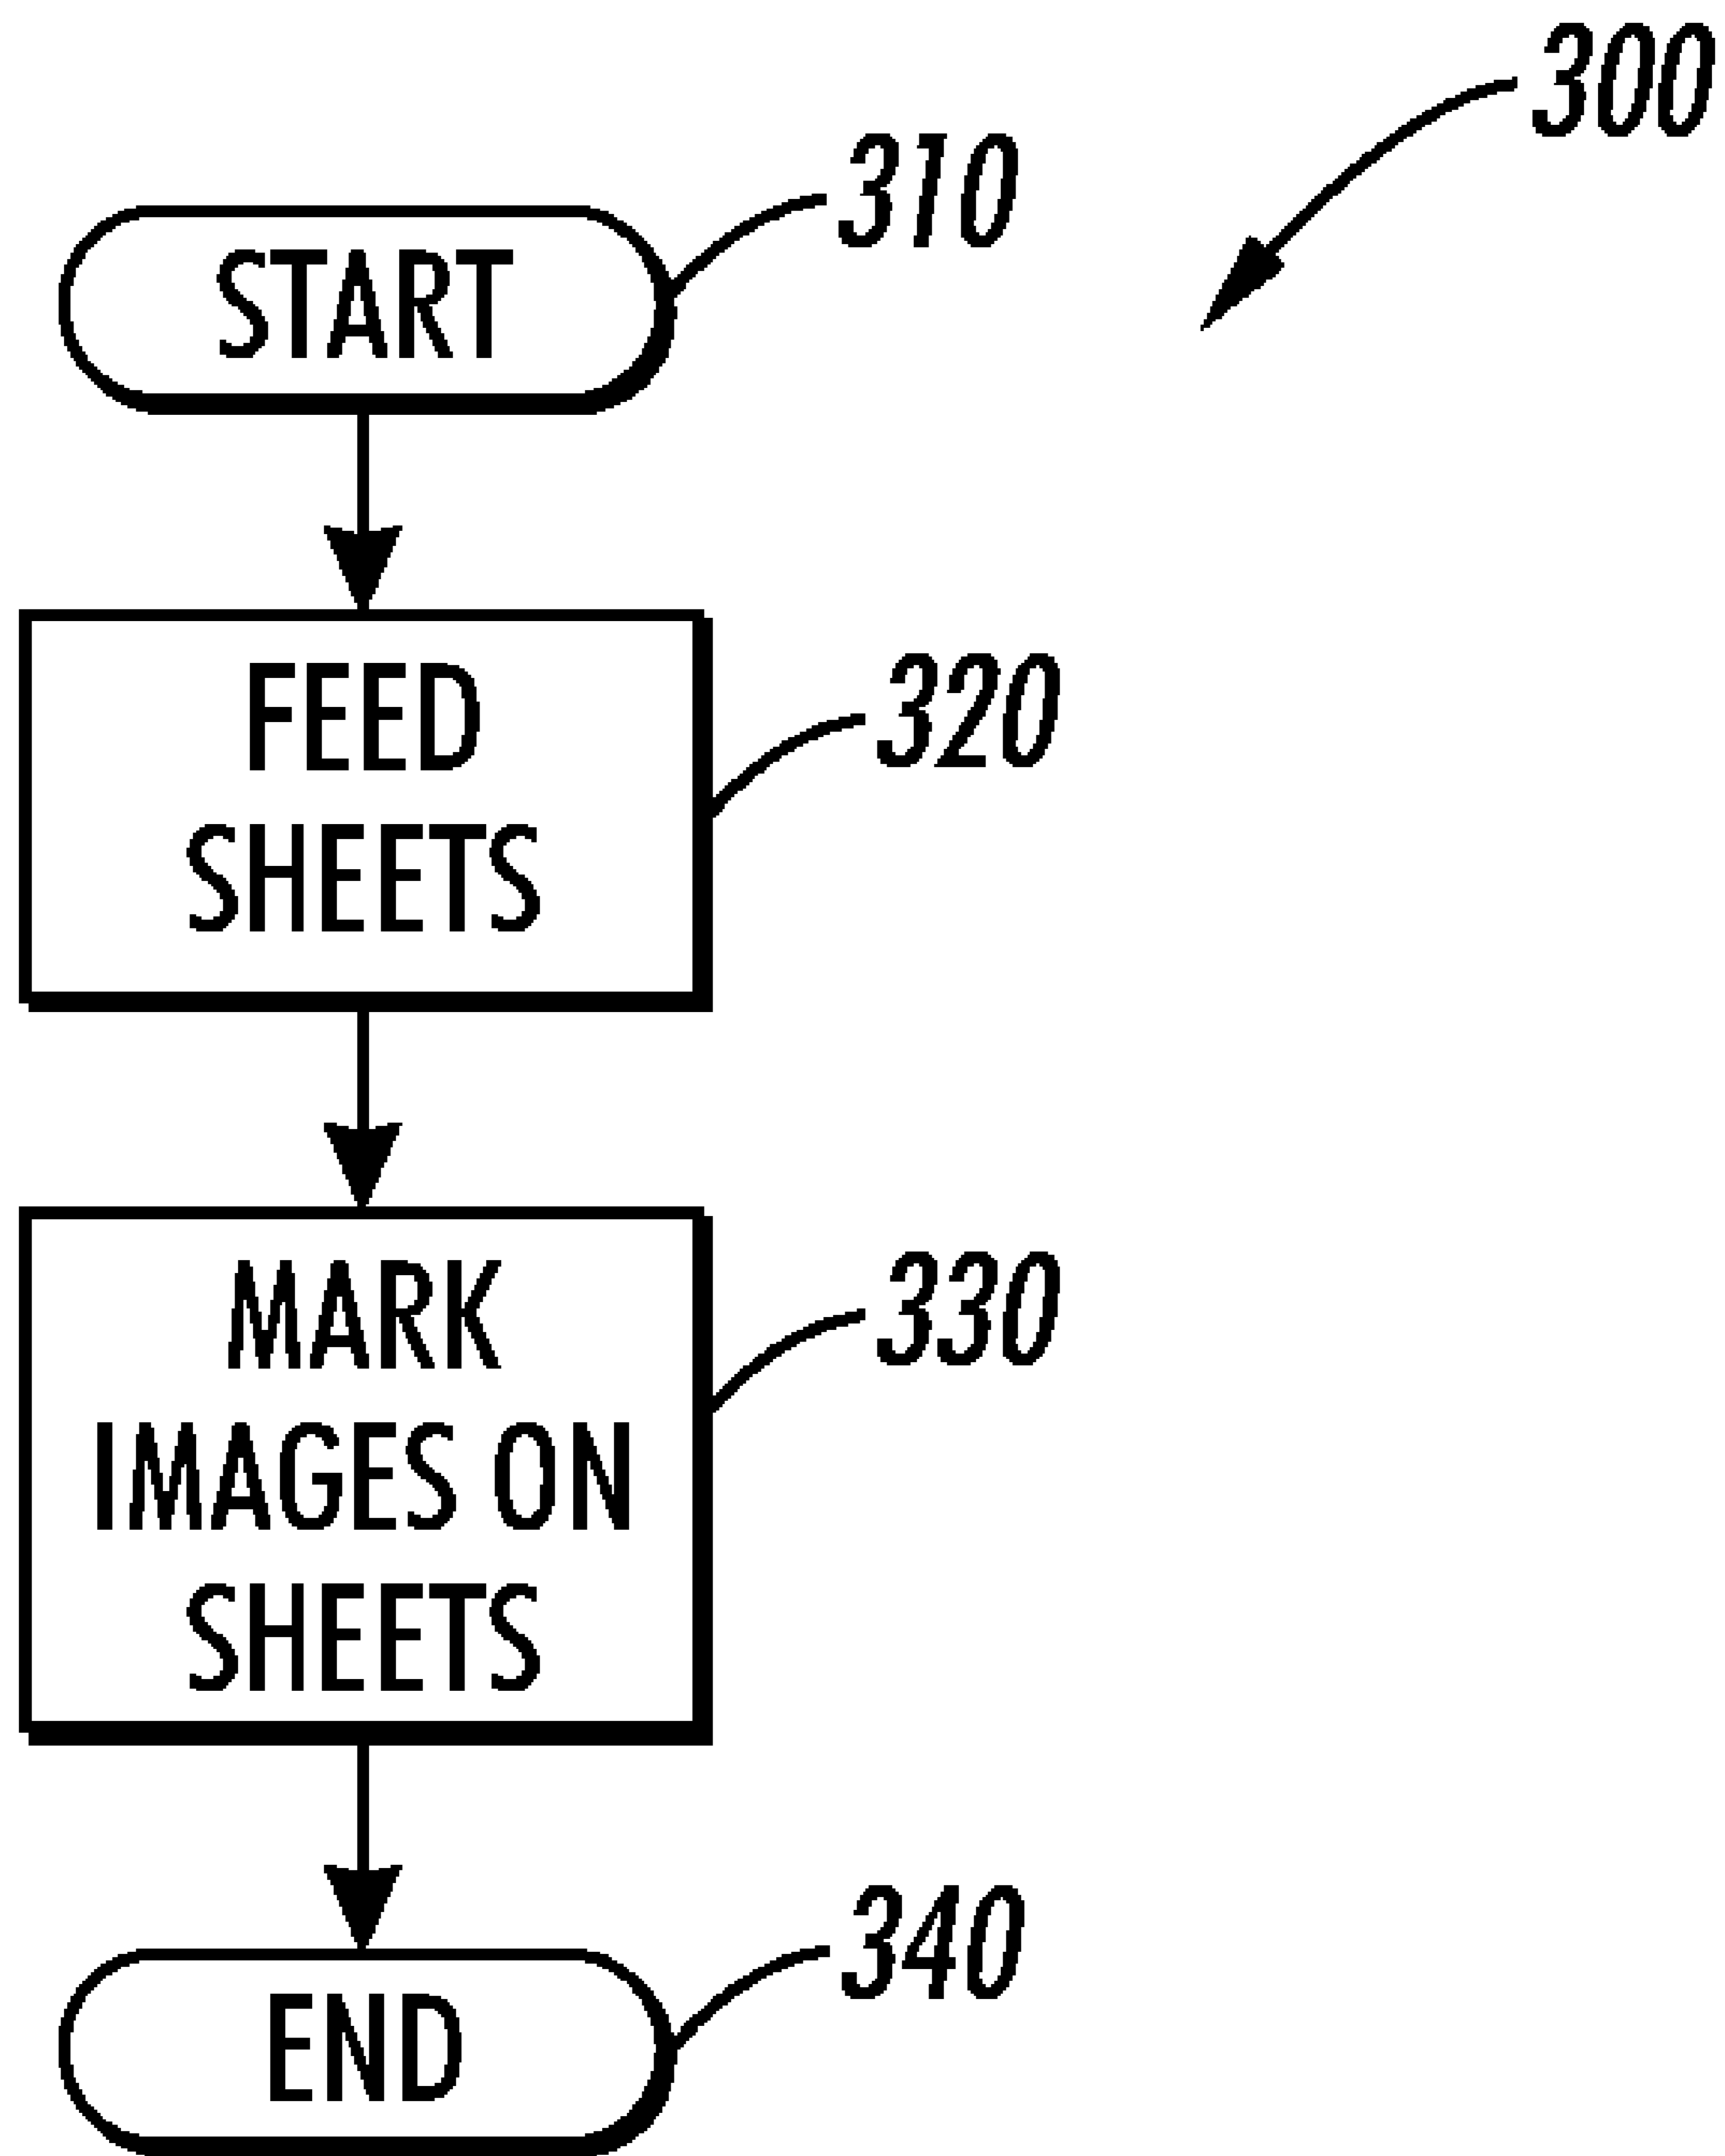 300
310
START
FEED
SHEETS
320
MARK
IMAGES ON
SHEETS
330
340
END